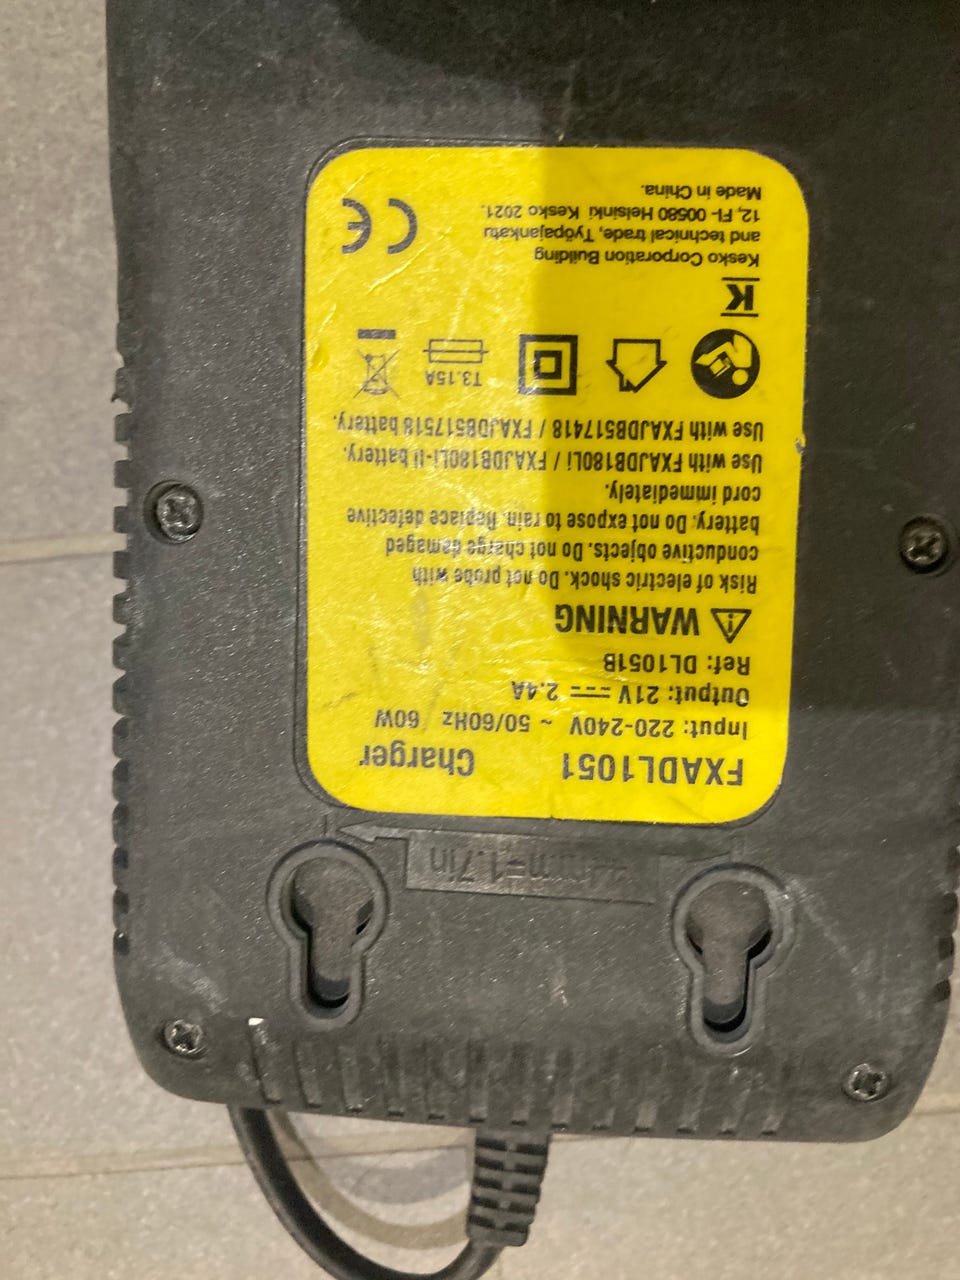 FXADL1051 Charger
Input: 220-240V ~ 50/60Hz 60W
Output: 21V ⎓ 2.4A
Ref: DL1051B
WARNING
Risk of electric shock. Do not probe with
conductive objects. Do not charge damaged
battery. Do not expose to rain. Replace defective
cord immediately.
Use with FXAJDB180Li / FXAJDB180Li-II battery.
Use with FXAJDB517418 / FXAJDB517518 battery.
T3.15A
K
Kesko Corporation Building
and technical trade, Työpajankatu
12, FI- 00580 Helsinki Kesko 2021.
Made in China.
CE
44mm=1.7in